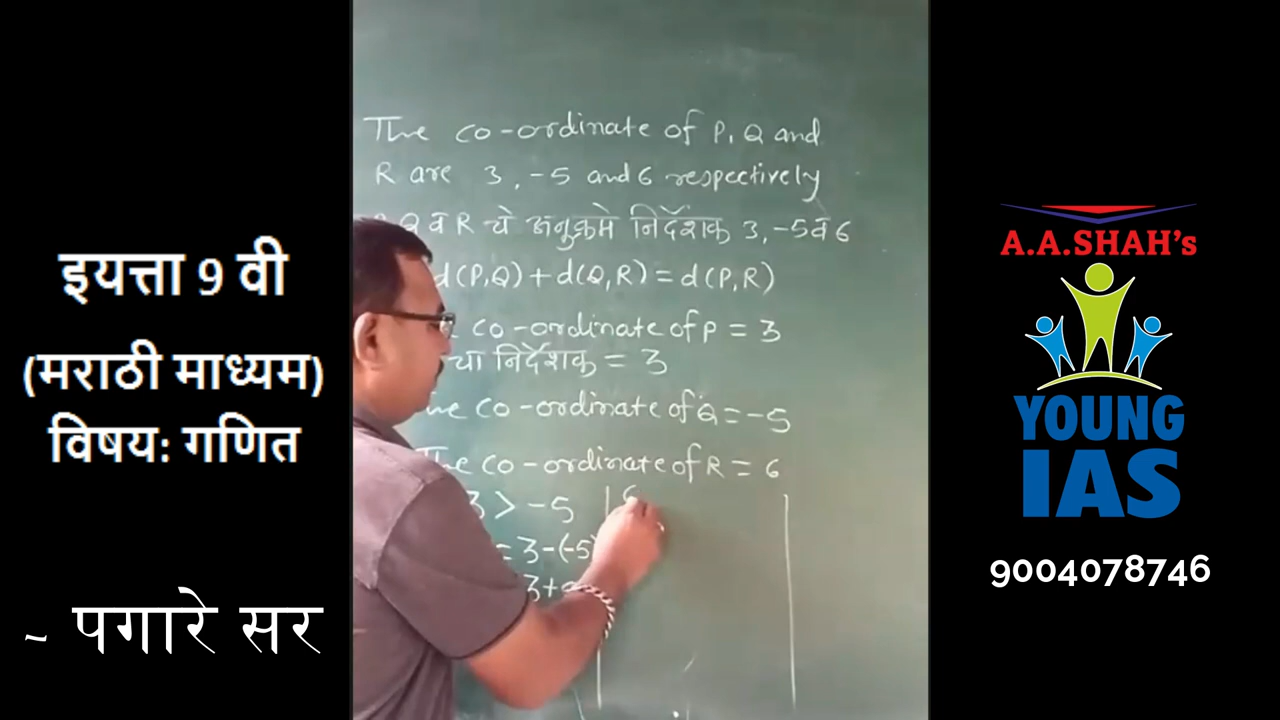 इयत्ता 9 वी
(मराठी माध्यम)
विषय: गणित
~ पगारे सर
The co-ordinate of P, Q and
R are 3, -5 and 6 respectively
Q व R चे अनुक्रमे निर्देशक 3, -5 व 6
d(P,Q) + d(Q,R) = d(P,R)
co-ordinate of P = 3
चा निर्देशक = 3
The co-ordinate of Q = -5
The co-ordinate of R = 6
3 > -5
= 3-(-5)
3+
A.A.SHAH's
YOUNG
IAS
9004078746